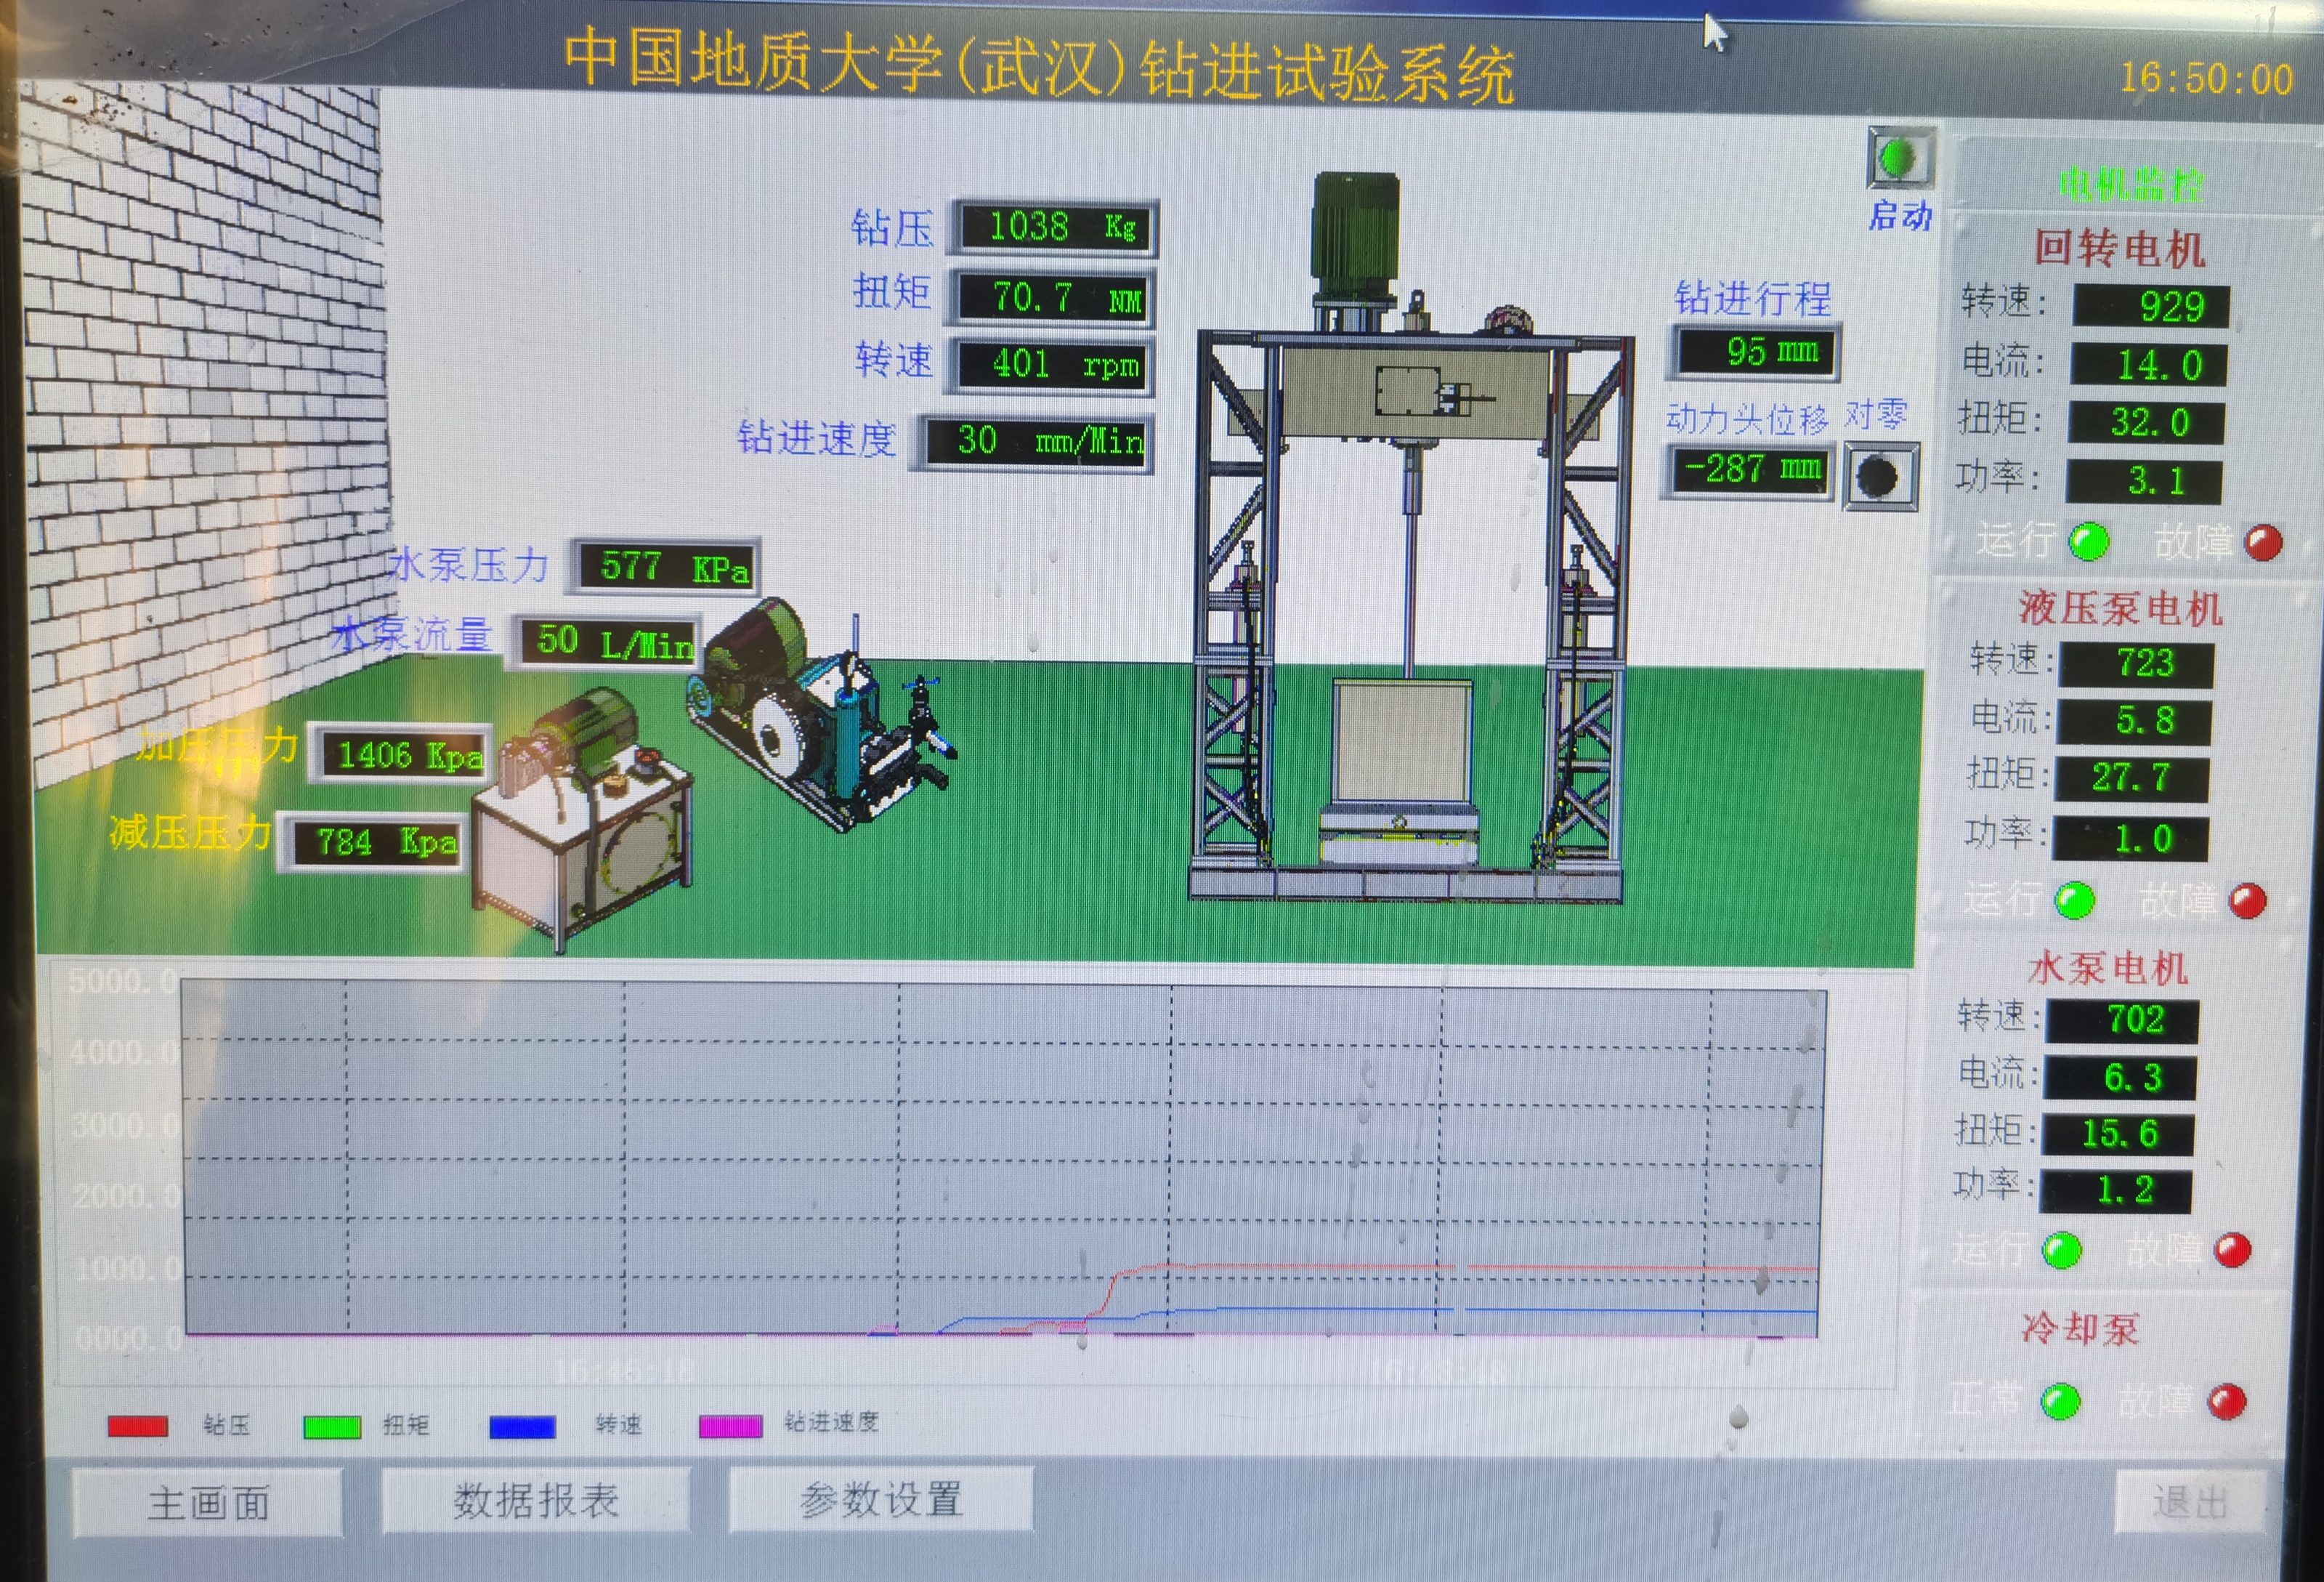 中国地质大学(武汉)钻进试验系统
16:50:00
启动
钻压 1038 Kg
扭矩 70.7 NM
转速 401 rpm
钻进速度 30 mm/Min
钻进行程
95 mm
动力头位移 对零
-287 mm
水泵压力 577 KPa
水泵流量 50 L/Min
加压压力 1406 Kpa
减压压力 784 Kpa
电机监控
回转电机
转速: 929
电流: 14.0
扭矩: 32.0
功率: 3.1
运行 故障
液压泵电机
转速: 723
电流: 5.8
扭矩: 27.7
功率: 1.0
运行 故障
水泵电机
转速: 702
电流: 6.3
扭矩: 15.6
功率: 1.2
运行 故障
冷却泵
正常 故障
5000.0
4000.0
3000.0
2000.0
1000.0
0000.0
16:48:48
钻压 扭矩 转速 钻进速度
主画面 数据报表 参数设置 退出